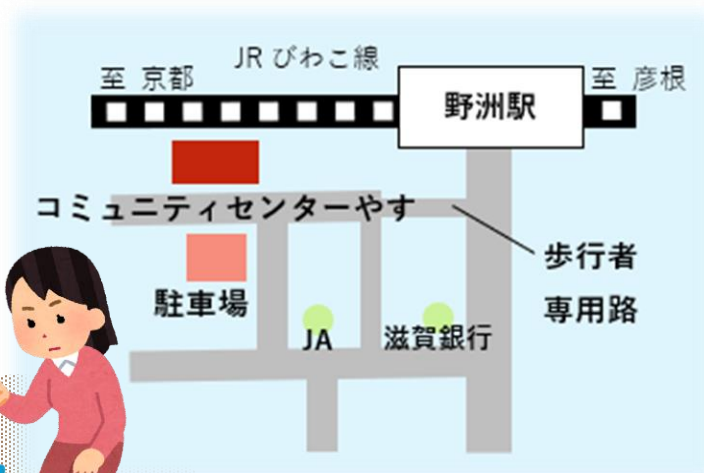 JR びわこ線
至 京都
野洲駅
至 彦根
コミュニティセンターやす
歩行者
専用路
駐車場
JA
滋賀銀行